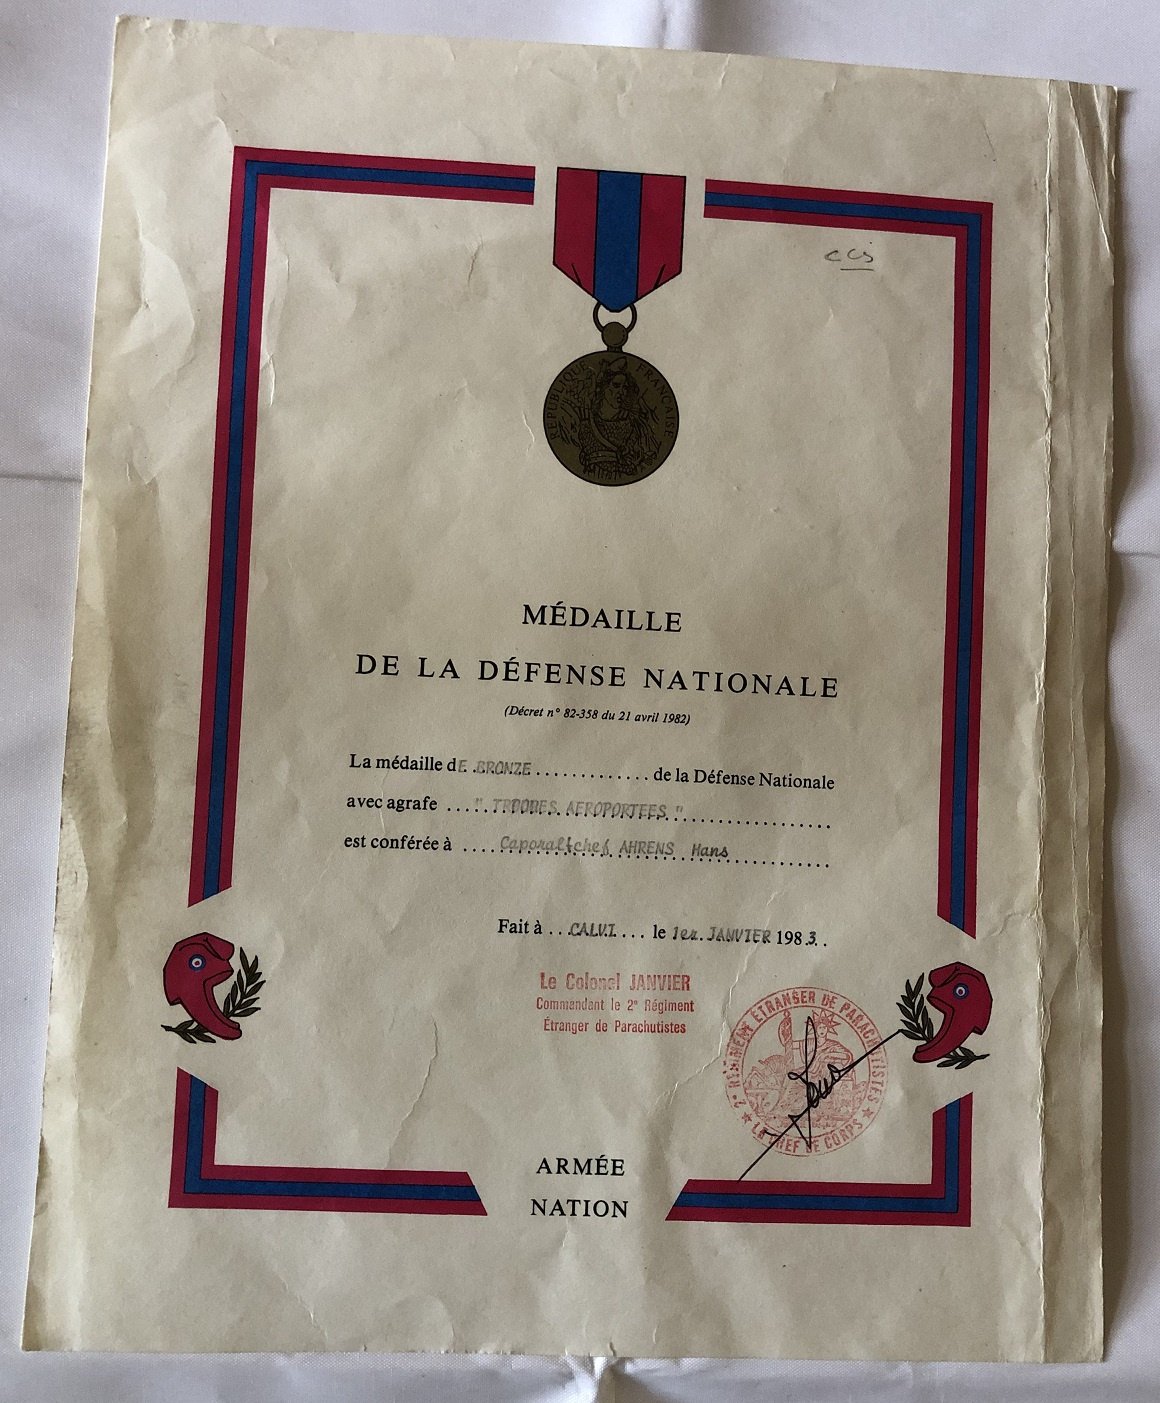 ccs
RÉPUBLIQUE FRANÇAISE
MÉDAILLE
DE LA DÉFENSE NATIONALE
(Décret n° 82-358 du 21 avril 1982)
La médaille dE BRONZE ............. de la Défense Nationale
avec agrafe ...." TROUPES AEROPORTEES "..................
est conférée à .... Caporal-chef AHRENS Hans ............
Fait à ...CALVI.... le 1er JANVIER 1983..
Le Colonel JANVIER
Commandant le 2e Régiment
Étranger de Parachutistes
2e RÉGIMENT ÉTRANGER DE PARACHUTISTES
★ LE CHEF DE CORPS ★
ARMÉE
NATION